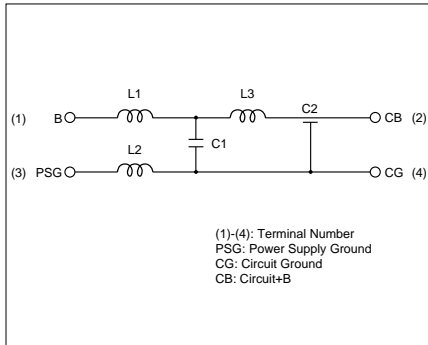 L1 L3
(1) B C2 CB (2)
C1
L2
(3) PSG CG (4)
(1)-(4): Terminal Number
PSG: Power Supply Ground
CG: Circuit Ground
CB: Circuit+B